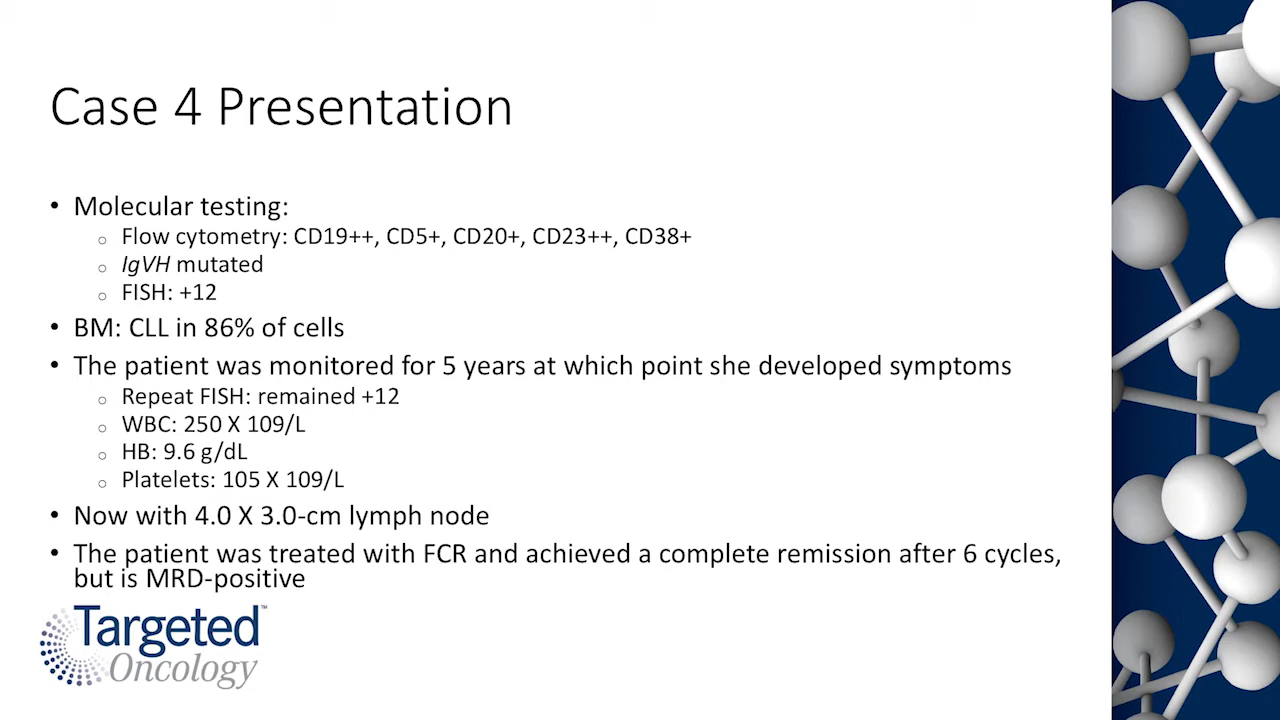 Case 4 Presentation
• Molecular testing:
o Flow cytometry: CD19++, CD5+, CD20+, CD23++, CD38+
o IgVH mutated
o FISH: +12
• BM: CLL in 86% of cells
• The patient was monitored for 5 years at which point she developed symptoms
o Repeat FISH: remained +12
o WBC: 250 X 109/L
o HB: 9.6 g/dL
o Platelets: 105 X 109/L
• Now with 4.0 X 3.0-cm lymph node
• The patient was treated with FCR and achieved a complete remission after 6 cycles,
but is MRD-positive
Targeted™
Oncology